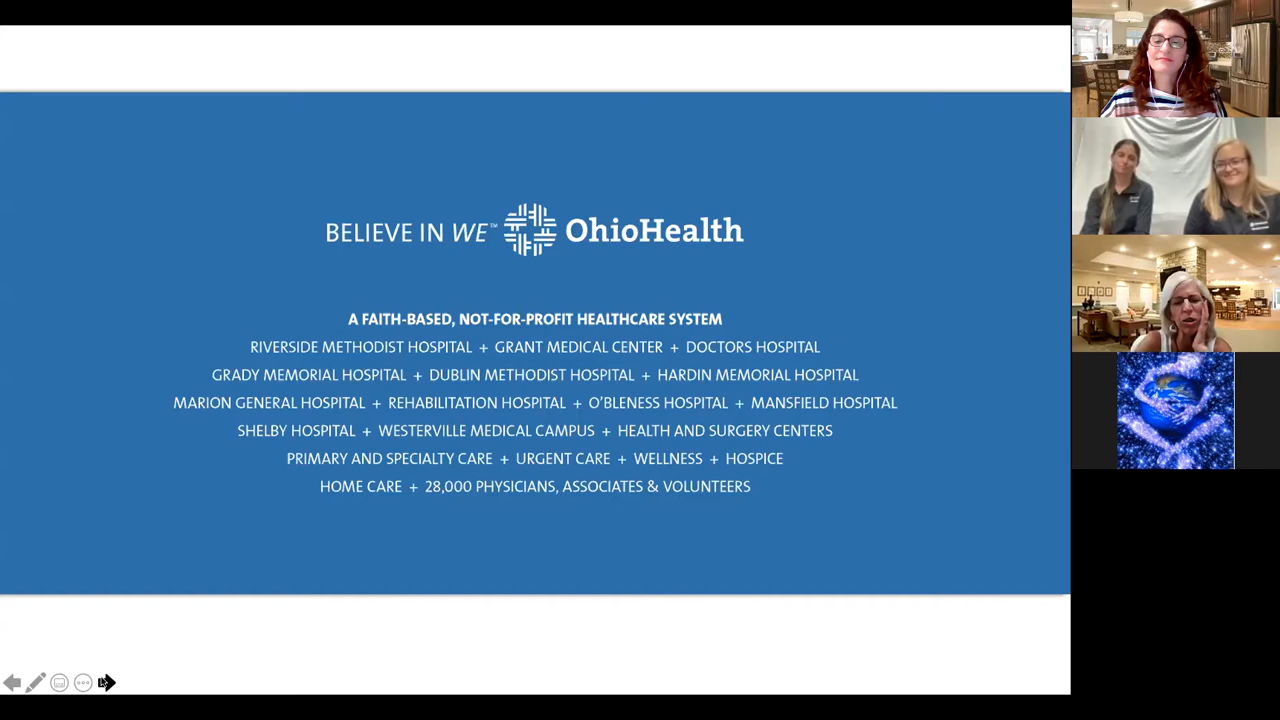 BELIEVE IN WE™ OhioHealth
A FAITH-BASED, NOT-FOR-PROFIT HEALTHCARE SYSTEM
RIVERSIDE METHODIST HOSPITAL + GRANT MEDICAL CENTER + DOCTORS HOSPITAL
GRADY MEMORIAL HOSPITAL + DUBLIN METHODIST HOSPITAL + HARDIN MEMORIAL HOSPITAL
MARION GENERAL HOSPITAL + REHABILITATION HOSPITAL + O’BLENESS HOSPITAL + MANSFIELD HOSPITAL
SHELBY HOSPITAL + WESTERVILLE MEDICAL CAMPUS + HEALTH AND SURGERY CENTERS
PRIMARY AND SPECIALTY CARE + URGENT CARE + WELLNESS + HOSPICE
HOME CARE + 28,000 PHYSICIANS, ASSOCIATES & VOLUNTEERS